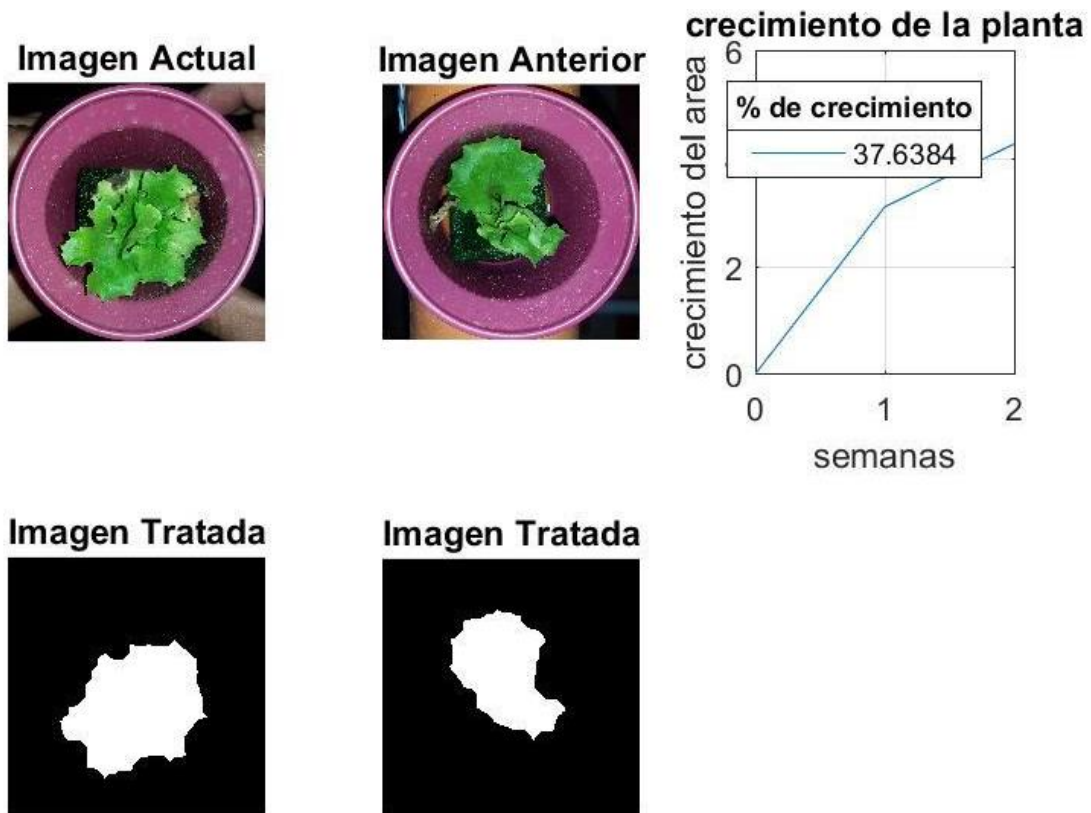 Imagen Actual
Imagen Anterior
crecimiento de la planta
crecimiento del area
6
2
0
% de crecimiento
37.6384
0 1 2
semanas
Imagen Tratada
Imagen Tratada